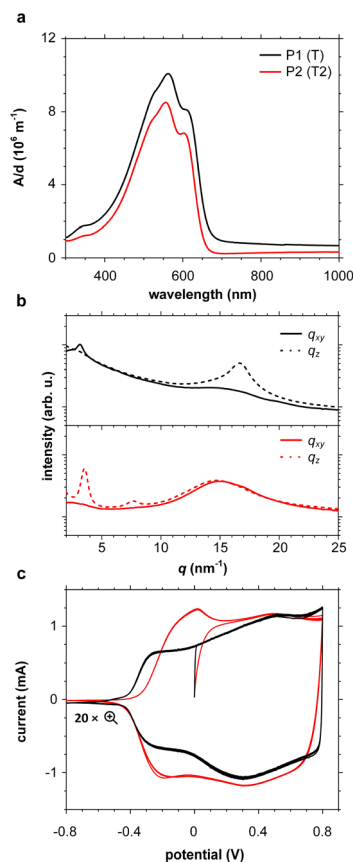 a
12
P1 (T)
P2 (T2)
8
4
0
A/d (10⁶ m⁻¹)
400 600 800 1000
wavelength (nm)
b
qxy
qz
qxy
qz
intensity (arb. u.)
5 10 15 20 25
q (nm⁻¹)
c
1
0
20 ×
-1
current (mA)
-0.8 -0.4 0 0.4 0.8
potential (V)